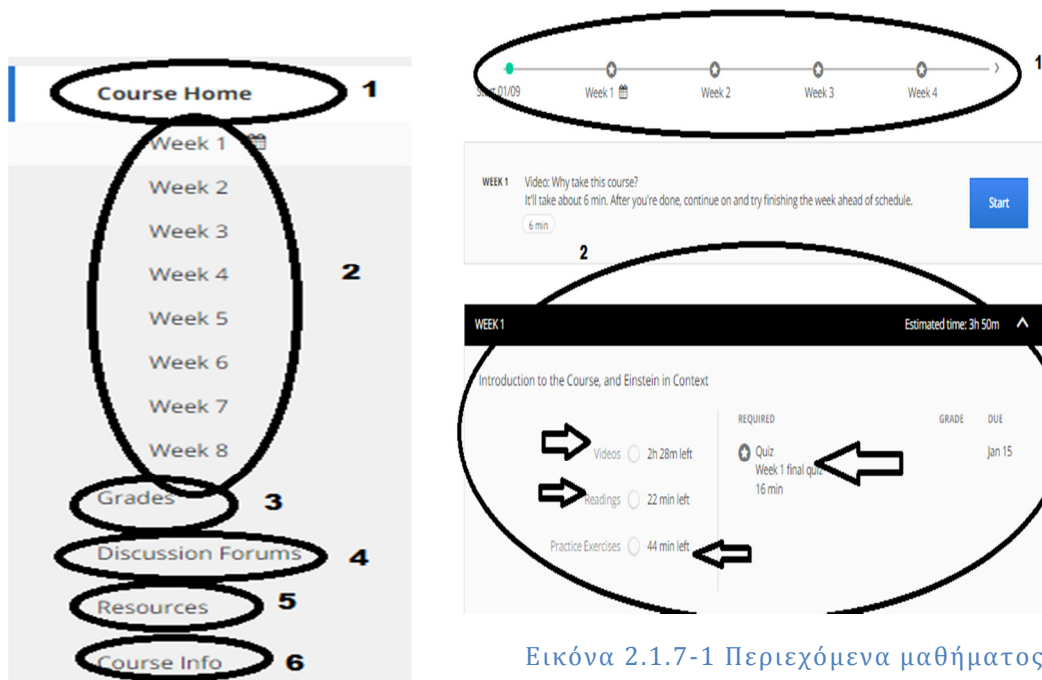 Course Home 1
Week 1
Week 2
Week 3
Week 4
2
Week 5
Week 6
Week 7
Week 8
Grades 3
Discussion Forums 4
Resources 5
Course Info 6
1
Start 01/09 Week 1 Week 2 Week 3 Week 4
WEEK 1 Video: Why take this course?
It'll take about 6 min. After you're done, continue on and try finishing the week ahead of schedule.
Start
6 min
2
WEEK 1 Estimated time: 3h 50m
Introduction to the Course, and Einstein in Context
Videos 2h 28m left
Readings 22 min left
Practice Exercises 44 min left
REQUIRED GRADE DUE
Quiz Jan 15
Week 1 final quiz
16 min
Εικόνα 2.1.7-1 Περιεχόμενα μαθήματος